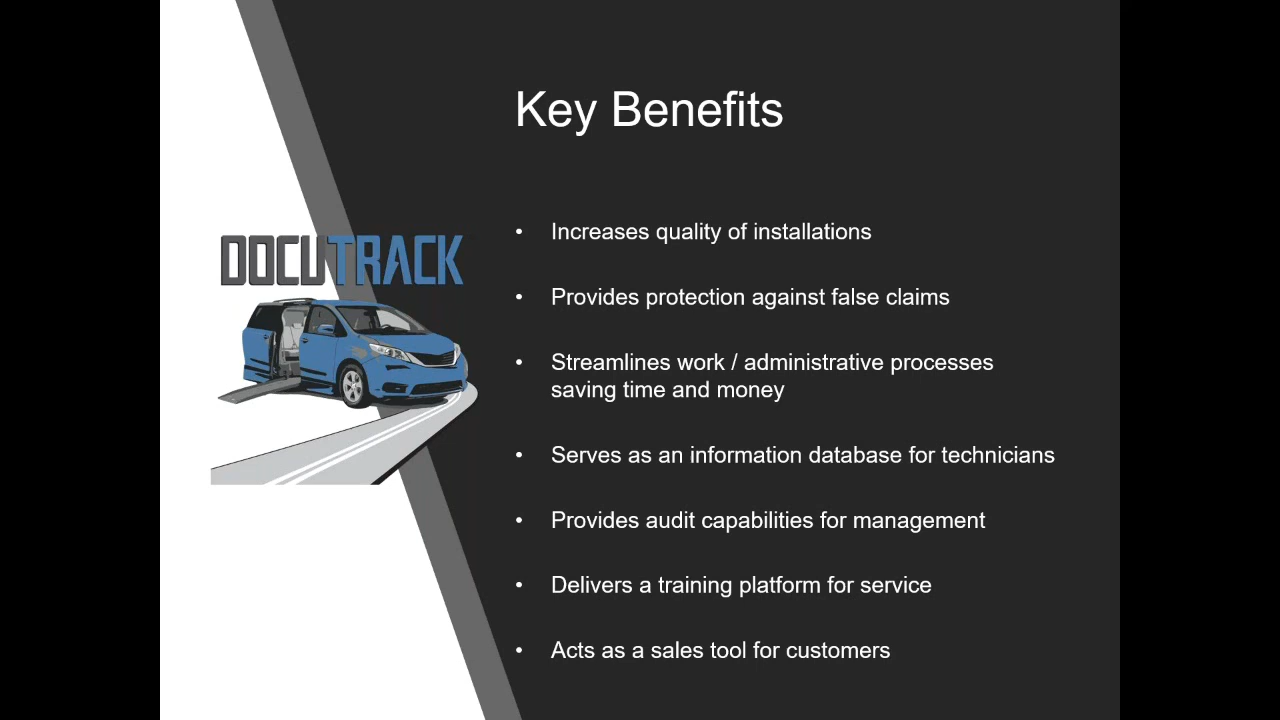 Key Benefits
DOCUTRACK
• Increases quality of installations
• Provides protection against false claims
• Streamlines work / administrative processes
saving time and money
• Serves as an information database for technicians
• Provides audit capabilities for management
• Delivers a training platform for service
• Acts as a sales tool for customers